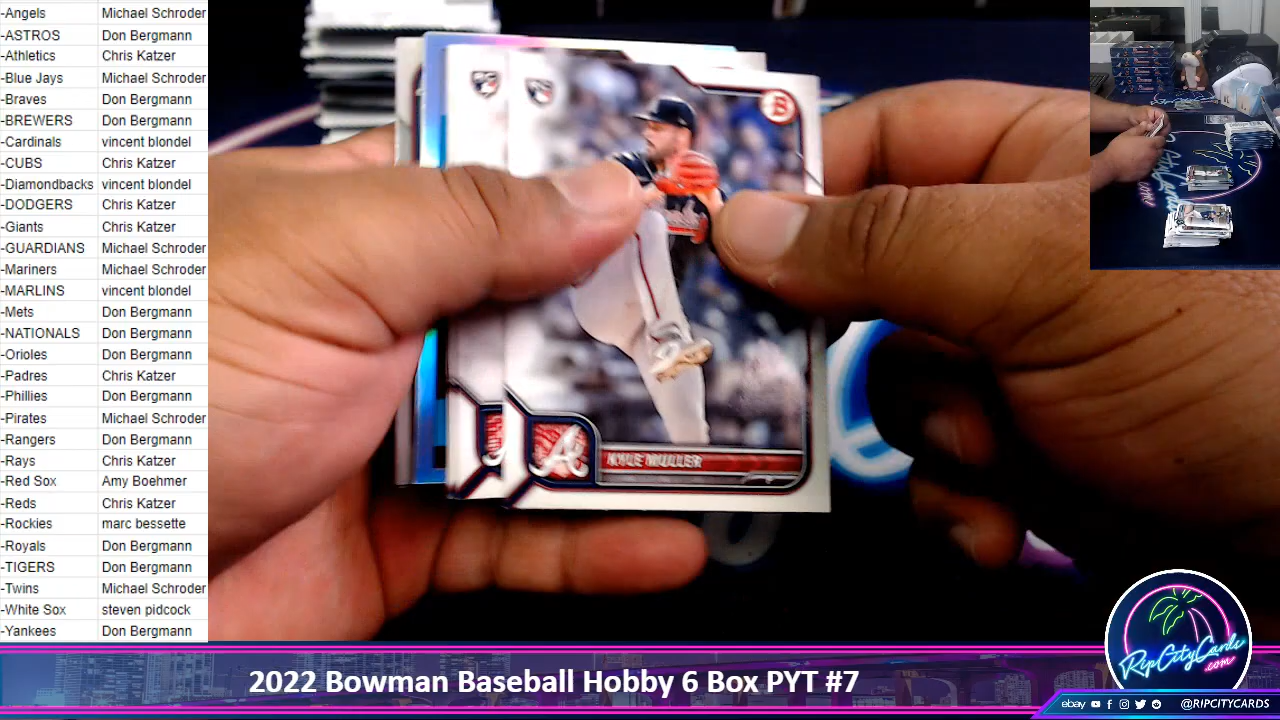 -Angels Michael Schroder
-ASTROS Don Bergmann
-Athletics Chris Katzer
-Blue Jays Michael Schroder
-Braves Don Bergmann
-BREWERS Don Bergmann
-Cardinals vincent blondel
-CUBS Chris Katzer
-Diamondbacks vincent blondel
-DODGERS Chris Katzer
-Giants Chris Katzer
-GUARDIANS Michael Schroder
-Mariners Michael Schroder
-MARLINS vincent blondel
-Mets Don Bergmann
-NATIONALS Don Bergmann
-Orioles Don Bergmann
-Padres Chris Katzer
-Phillies Don Bergmann
-Pirates Michael Schroder
-Rangers Don Bergmann
-Rays Chris Katzer
-Red Sox Amy Boehmer
-Reds Chris Katzer
-Rockies marc bessette
-Royals Don Bergmann
-TIGERS Don Bergmann
-Twins Michael Schroder
-White Sox steven pidcock
-Yankees Don Bergmann
B
A
KYLE MULLER
RipCityCards
.com
2022 Bowman Baseball Hobby 6 Box PYT #7
ebay
@RIPCITYCARDS